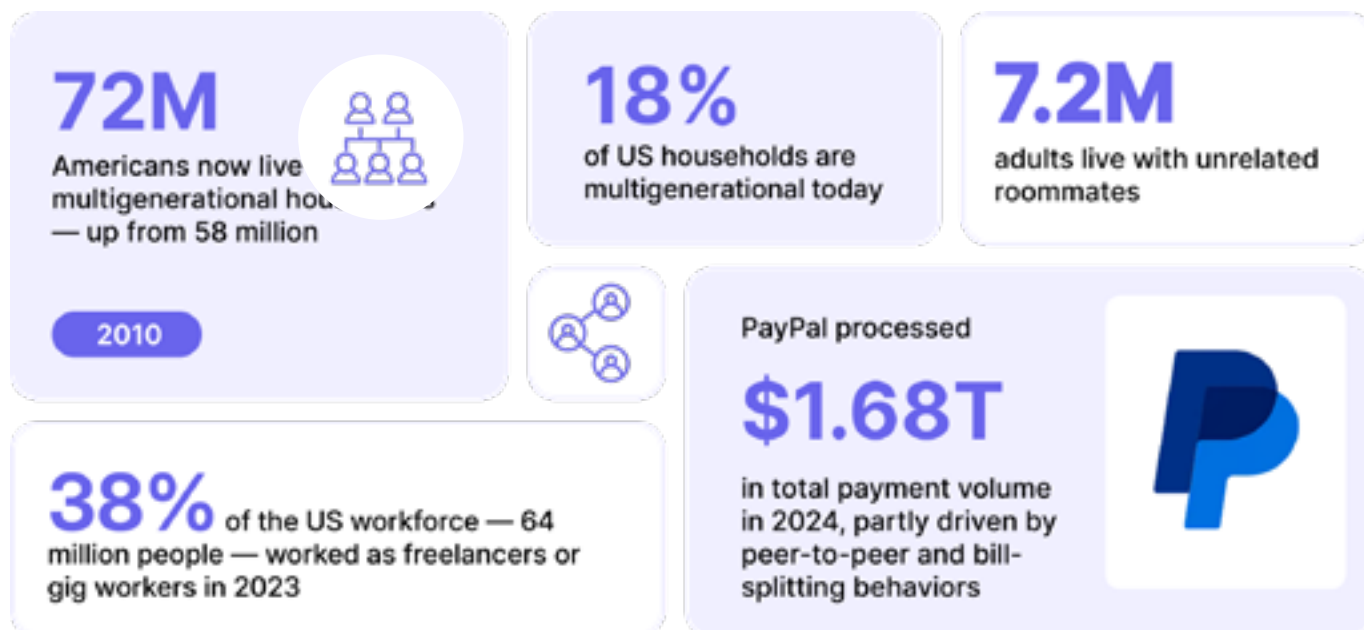 72M
Americans now live
multigenerational
— up from 58 million
2010
18%
of US households are
multigenerational today
7.2M
adults live with unrelated
roommates
PayPal processed
$1.68T
in total payment volume
in 2024, partly driven by
peer-to-peer and bill-
splitting behaviors
38% of the US workforce — 64
million people — worked as freelancers or
gig workers in 2023